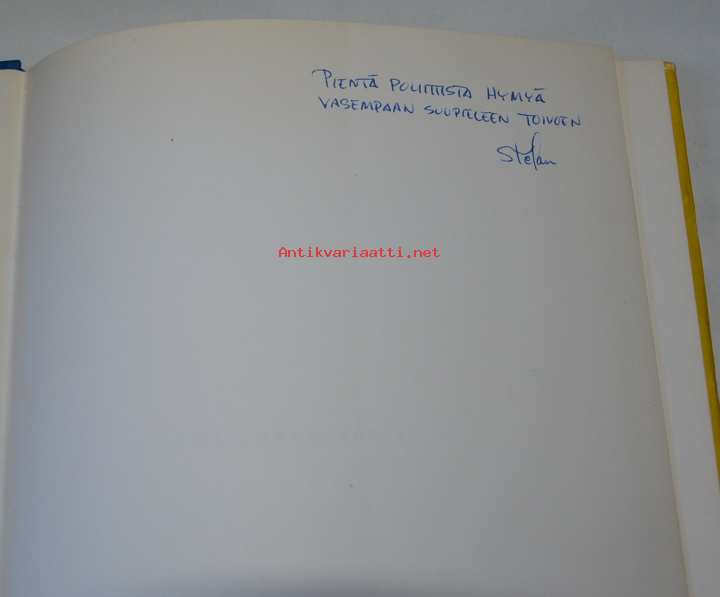 PIENTÄ POLIITTISTA HYMYÄ
VASEMPAAN SUUPIELEEN TOIVOEN
Stefan
Antikvariaatti.net